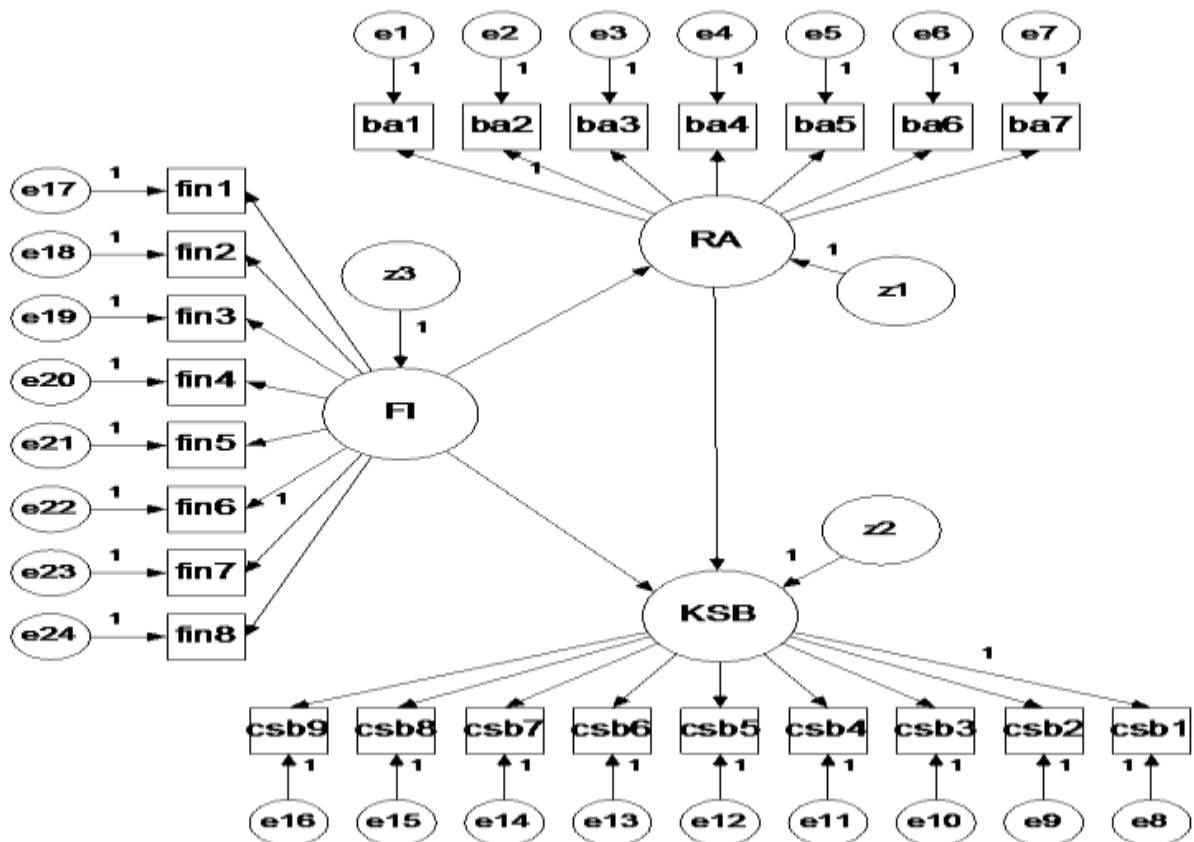 e1 e2 e3 e4 e5 e6 e7
1 1 1 1 1 1 1
ba1 ba2 ba3 ba4 ba5 ba6 ba7
1
e17 1 fin1
e18 1 fin2
e19 1 fin3
e20 1 fin4
e21 1 fin5
e22 1 fin6 1
e23 1 fin7
e24 1 fin8
RA
1
z1
z3
1
FI
z2
1
KSB
1
csb9 csb8 csb7 csb6 csb5 csb4 csb3 csb2 csb1
1 1 1 1 1 1 1 1 1
e16 e15 e14 e13 e12 e11 e10 e9 e8